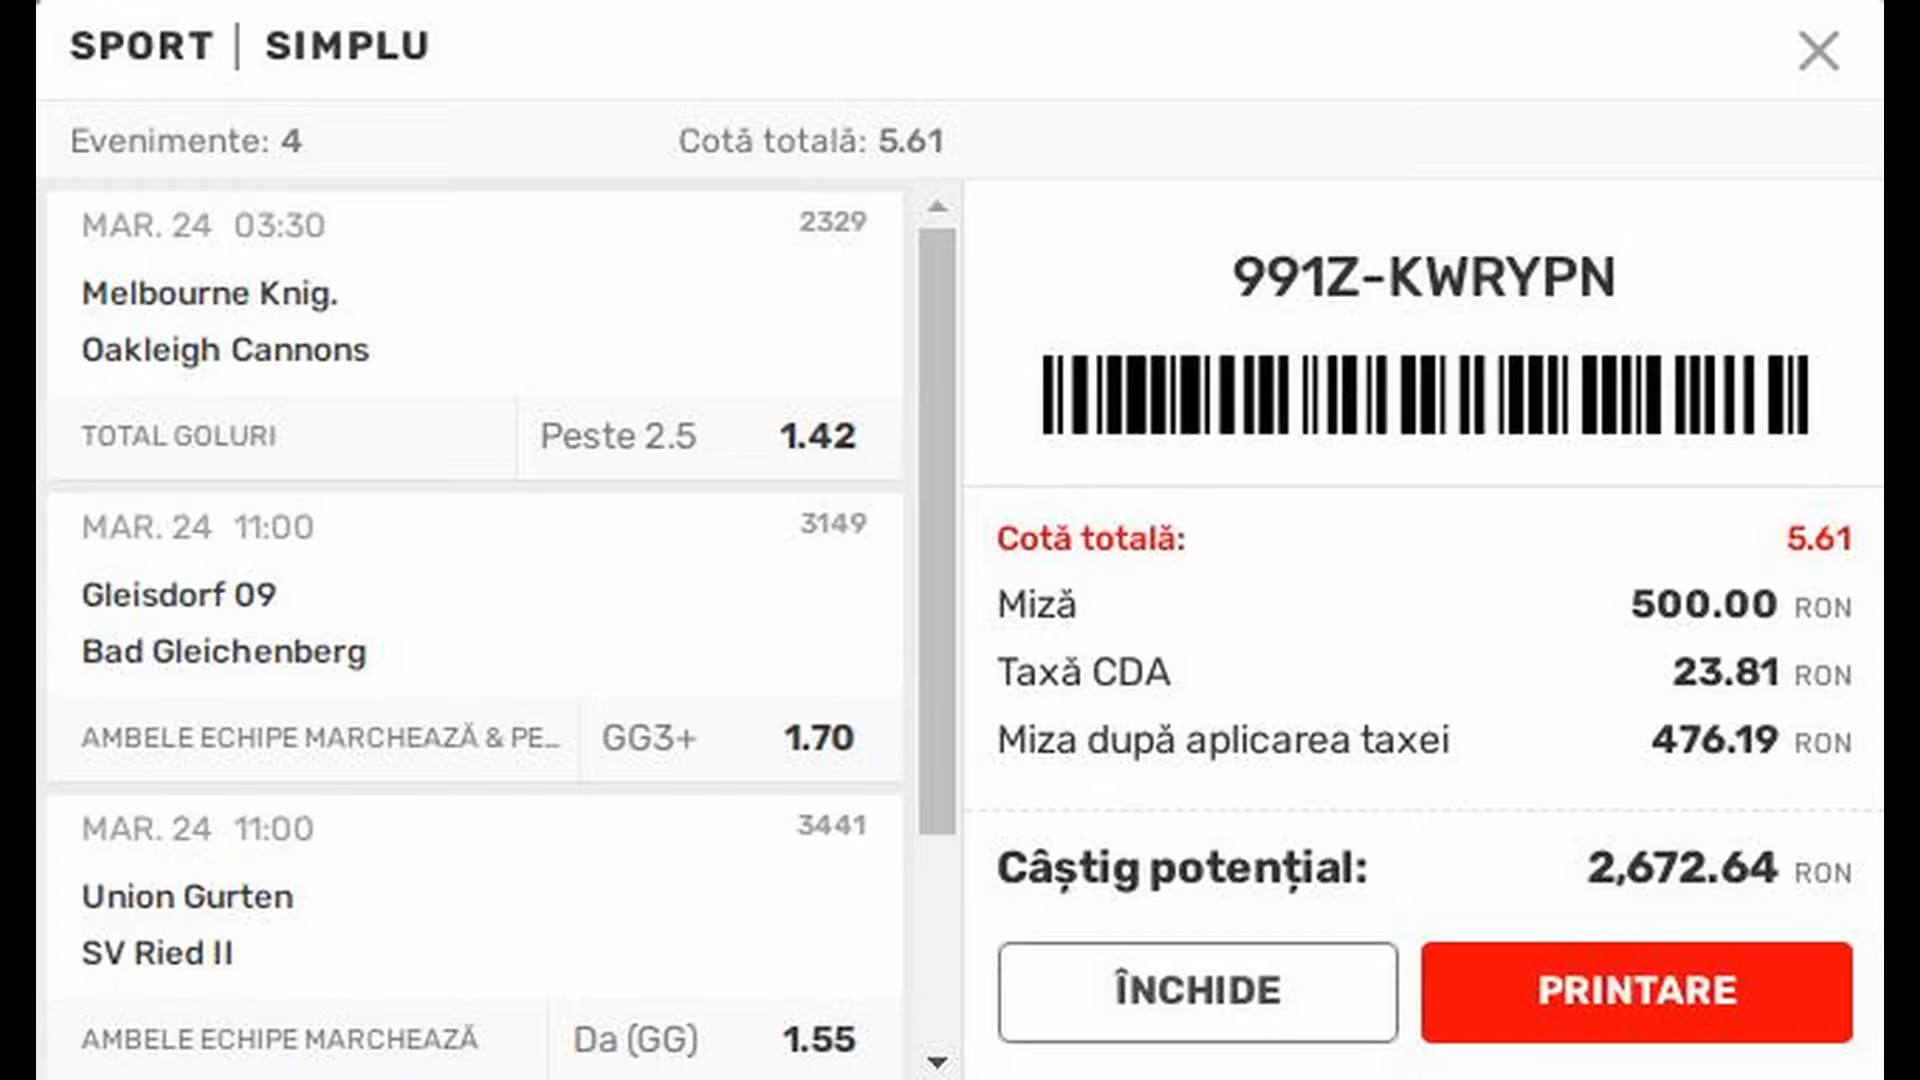 SPORT | SIMPLU
Evenimente: 4
Cotă totală: 5.61
MAR. 24 03:30
2329
Melbourne Knig.
Oakleigh Cannons
TOTAL GOLURI
Peste 2.5
1.42
MAR. 24 11:00
3149
Gleisdorf 09
Bad Gleichenberg
AMBELE ECHIPE MARCHEAZĂ & PE...
GG3+
1.70
MAR. 24 11:00
3441
Union Gurten
SV Ried II
AMBELE ECHIPE MARCHEAZĂ
Da (GG)
1.55
991Z-KWRYPN
Cotă totală: 5.61
Miză 500.00 RON
Taxă CDA 23.81 RON
Miza după aplicarea taxei 476.19 RON
Câștig potențial: 2,672.64 RON
ÎNCHIDE
PRINTARE